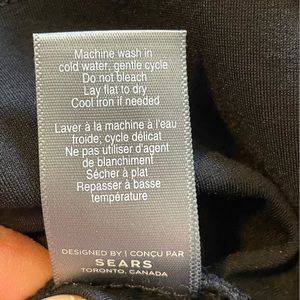 Machine wash in
cold water, gentle cycle
Do not bleach
Lay flat to dry
Cool iron if needed
Laver à la machine à l'eau
froide; cycle délicat
Ne pas utiliser d'agent
de blanchiment
Sécher à plat
Repasser à basse
température
DESIGNED BY | CONÇU PAR
SEARS
TORONTO, CANADA